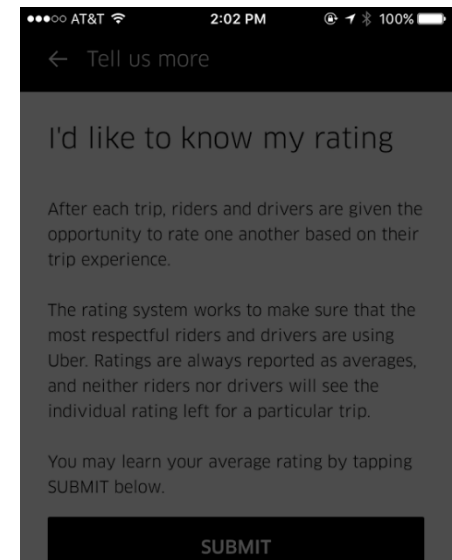 AT&T 2:02 PM 100%
← Tell us more
I'd like to know my rating
After each trip, riders and drivers are given the
opportunity to rate one another based on their
trip experience.
The rating system works to make sure that the
most respectful riders and drivers are using
Uber. Ratings are always reported as averages,
and neither riders nor drivers will see the
individual rating left for a particular trip.
You may learn your average rating by tapping
SUBMIT below.
SUBMIT